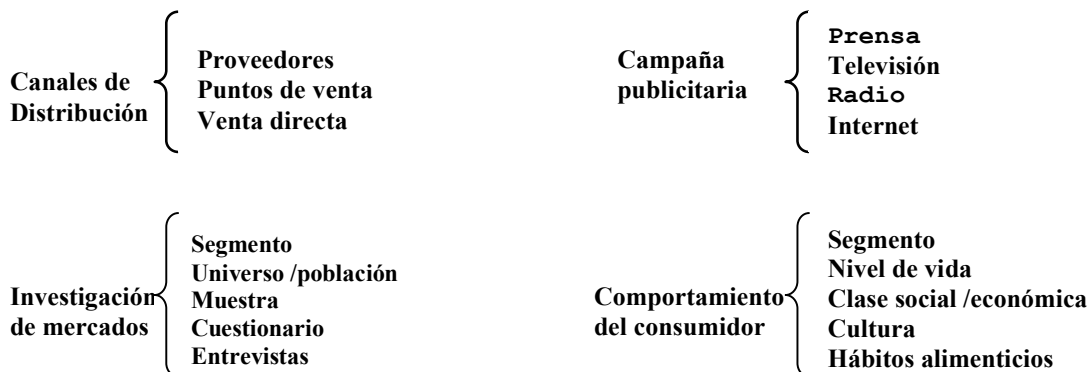 Canales de
Distribución
Proveedores
Puntos de venta
Venta directa
Campaña
publicitaria
Prensa
Televisión
Radio
Internet
Investigación
de mercados
Segmento
Universo /población
Muestra
Cuestionario
Entrevistas
Comportamiento
del consumidor
Segmento
Nivel de vida
Clase social /económica
Cultura
Hábitos alimenticios